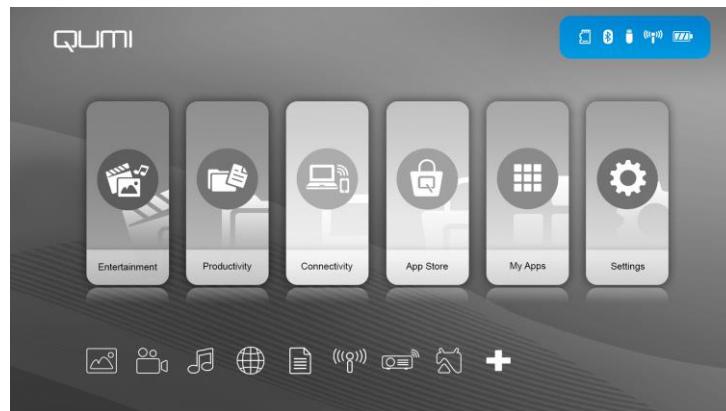 QUMI
Entertainment
Productivity
Connectivity
App Store
My Apps
Settings